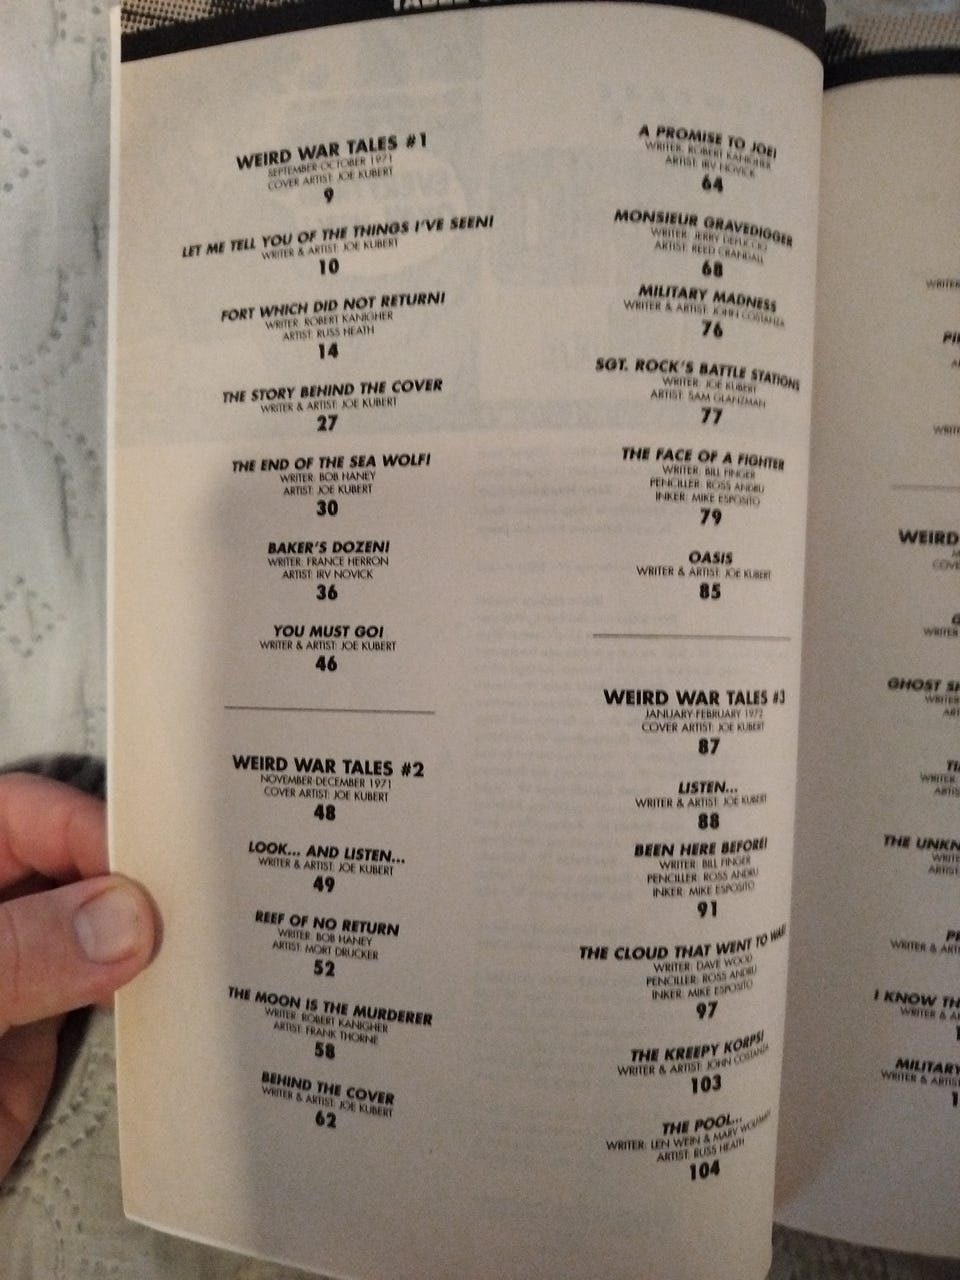 WEIRD WAR TALES #1
SEPTEMBER-OCTOBER 1971
COVER ARTIST: JOE KUBERT
9
LET ME TELL YOU OF THE THINGS I'VE SEEN!
WRITER & ARTIST: JOE KUBERT
10
FORT WHICH DID NOT RETURN!
WRITER: ROBERT KANIGHER
ARTIST: RUSS HEATH
14
THE STORY BEHIND THE COVER
WRITER & ARTIST: JOE KUBERT
27
THE END OF THE SEA WOLF!
WRITER: BOB HANEY
ARTIST: JOE KUBERT
30
BAKER'S DOZEN!
WRITER: FRANCE HERRON
ARTIST: IRV NOVICK
36
YOU MUST GO!
WRITER & ARTIST: JOE KUBERT
46
WEIRD WAR TALES #2
NOVEMBER-DECEMBER 1971
COVER ARTIST: JOE KUBERT
48
LOOK... AND LISTEN...
WRITER & ARTIST: JOE KUBERT
49
REEF OF NO RETURN
WRITER: BOB HANEY
ARTIST: MORT DRUCKER
52
THE MOON IS THE MURDERER
WRITER: ROBERT KANIGHER
ARTIST: FRANK THORNE
58
BEHIND THE COVER
WRITER & ARTIST: JOE KUBERT
62
A PROMISE TO JOE!
WRITER: ROBERT KANIGHER
ARTIST: IRV NOVICK
64
MONSIEUR GRAVEDIGGER
WRITER: JERRY DEFUCCIO
ARTIST: REED CRANDALL
68
MILITARY MADNESS
WRITER & ARTIST: JOHN COSTANZA
76
SGT. ROCK'S BATTLE STATIONS
WRITER: JOE KUBERT
ARTIST: SAM GLANZMAN
77
THE FACE OF A FIGHTER
WRITER: BILL FINGER
PENCILLER: ROSS ANDRU
INKER: MIKE ESPOSITO
79
OASIS
WRITER & ARTIST: JOE KUBERT
85
WEIRD WAR TALES #3
JANUARY-FEBRUARY 1972
COVER ARTIST: JOE KUBERT
87
LISTEN...
WRITER & ARTIST: JOE KUBERT
88
BEEN HERE BEFORE!
WRITER: BILL FINGER
PENCILLER: ROSS ANDRU
INKER: MIKE ESPOSITO
91
THE CLOUD THAT WENT TO WAR!
WRITER: DAVE WOOD
PENCILLER: ROSS ANDRU
INKER: MIKE ESPOSITO
97
THE KREEPY KORPS!
WRITER & ARTIST: JOHN COSTANZA
103
THE POOL...
WRITER: LEN WEIN & MARV WOLFMAN
ARTIST: RUSS HEATH
104
WEIRD
GHOST
THE
I KNOW
MILITARY
WRITER &